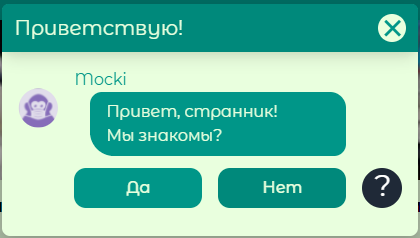 Приветствую!
Mocki
Привет, странник!
Мы знакомы?
Да
Нет
?